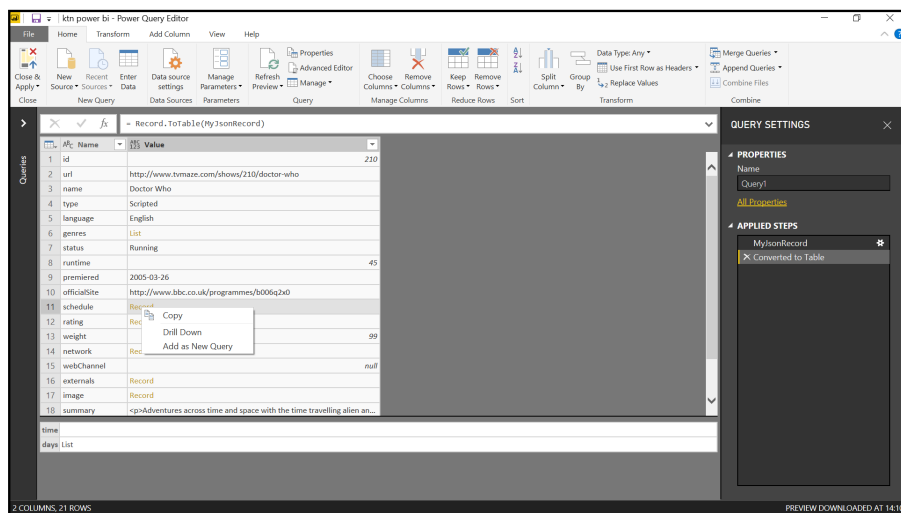 ktn power bi - Power Query Editor
File Home Transform Add Column View Help
Close & Apply
New Source
Recent Sources
Enter Data
Data source settings
Manage Parameters
Refresh Preview
Properties
Advanced Editor
Manage
Choose Columns
Remove Columns
Keep Rows
Remove Rows
Split Column
Group By
Data Type: Any
Use First Row as Headers
Replace Values
Merge Queries
Append Queries
Combine Files
Close New Query Data Sources Parameters Query Manage Columns Reduce Rows Sort Transform Combine
Queries
fx = Record.ToTable(MyJsonRecord)
Name Value
1 id 210
2 url http://www.tvmaze.com/shows/210/doctor-who
3 name Doctor Who
4 type Scripted
5 language English
6 genres List
7 status Running
8 runtime 45
9 premiered 2005-03-26
10 officialSite http://www.bbc.co.uk/programmes/b006q2x0
11 schedule Record
12 rating Rec
13 weight 99
14 network Rec
15 webChannel null
16 externals Record
17 image Record
18 summary <p>Adventures across time and space with the time travelling alien an...
Copy
Drill Down
Add as New Query
time
days List
QUERY SETTINGS
PROPERTIES
Name
Query1
All Properties
APPLIED STEPS
MyJsonRecord
Converted to Table
2 COLUMNS, 21 ROWS
PREVIEW DOWNLOADED AT 14:10